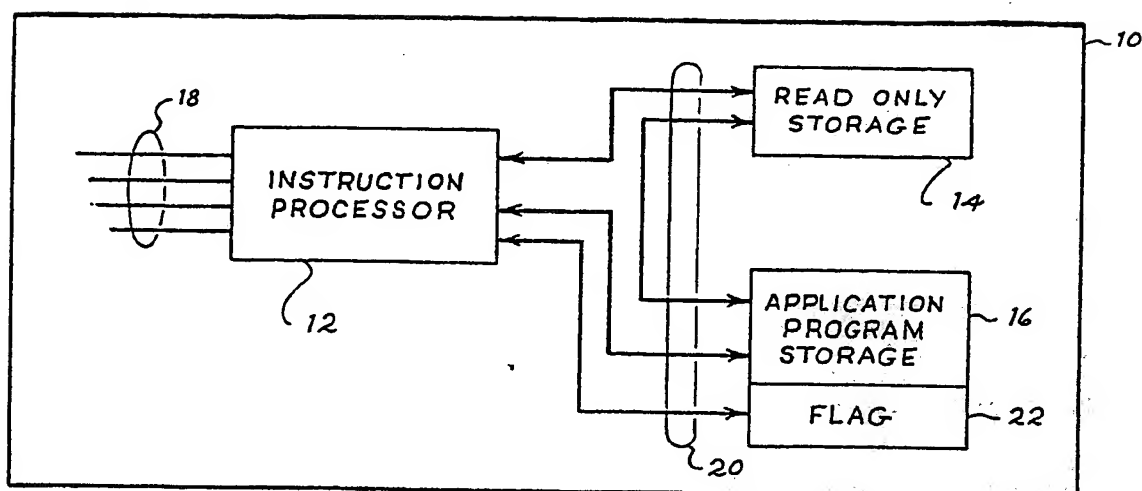 10
18
READ ONLY
STORAGE
INSTRUCTION
PROCESSOR
14
12
APPLICATION
PROGRAM
STORAGE
16
FLAG
22
20